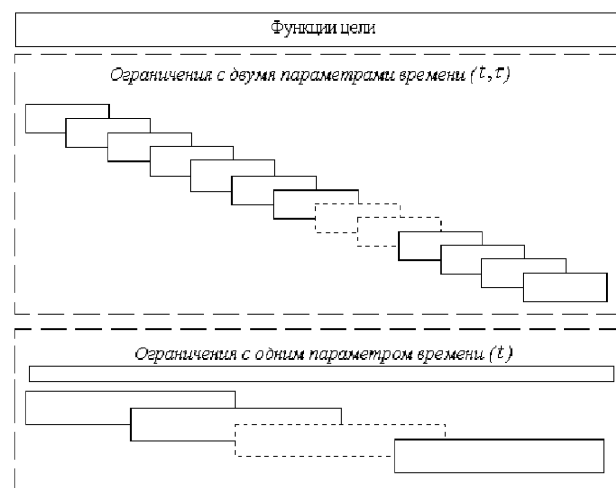 Функции цели
Ограничения с двумя параметрами времени (t,τ)
Ограничения с одним параметром времени (t)